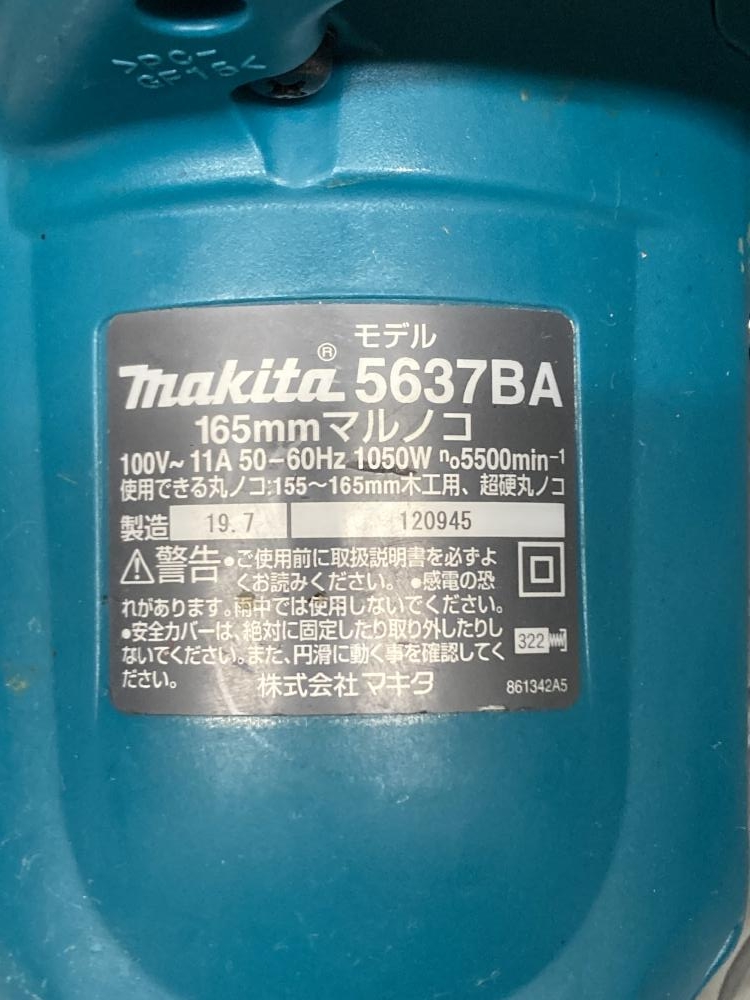 >PC-
GF15<
モデル
makita® 5637BA
165mmマルノコ
100V~ 11A 50-60Hz 1050W n₀5500min⁻¹
使用できる丸ノコ:155～165mm木工用、超硬丸ノコ
製造 19.7 120945
⚠警告 •ご使用前に取扱説明書を必ずよ
くお読みください。 •感電の恐
れがあります。雨中では使用しないでください。
•安全カバーは、絶対に固定したり取り外したりし
ないでください。また、円滑に動く事を確認してく
ださい。
322
株式会社マキタ
861342A5